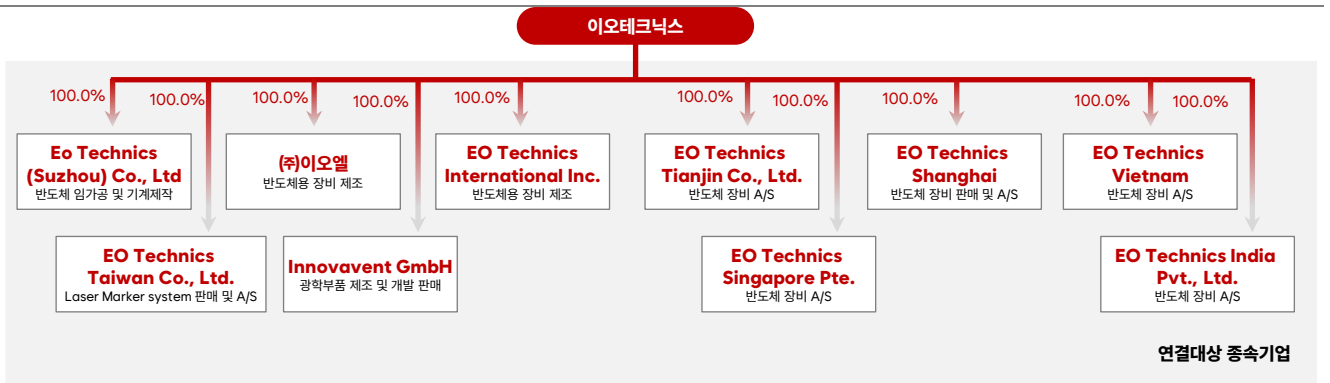 이오테크닉스
100.0%
100.0%
100.0%
100.0%
100.0%
100.0%
100.0%
100.0%
100.0%
100.0%
Eo Technics
(Suzhou) Co., Ltd
반도체 임가공 및 기계제작
(주)이오엘
반도체용 장비 제조
EO Technics
International Inc.
반도체용 장비 제조
EO Technics
Tianjin Co., Ltd.
반도체 장비 A/S
EO Technics
Shanghai
반도체 장비 판매 및 A/S
EO Technics
Vietnam
반도체 장비 A/S
EO Technics
Taiwan Co., Ltd.
Laser Marker system 판매 및 A/S
Innovavent GmbH
광학부품 제조 및 개발 판매
EO Technics
Singapore Pte.
반도체 장비 A/S
EO Technics India
Pvt., Ltd.
반도체 장비 A/S
연결대상 종속기업